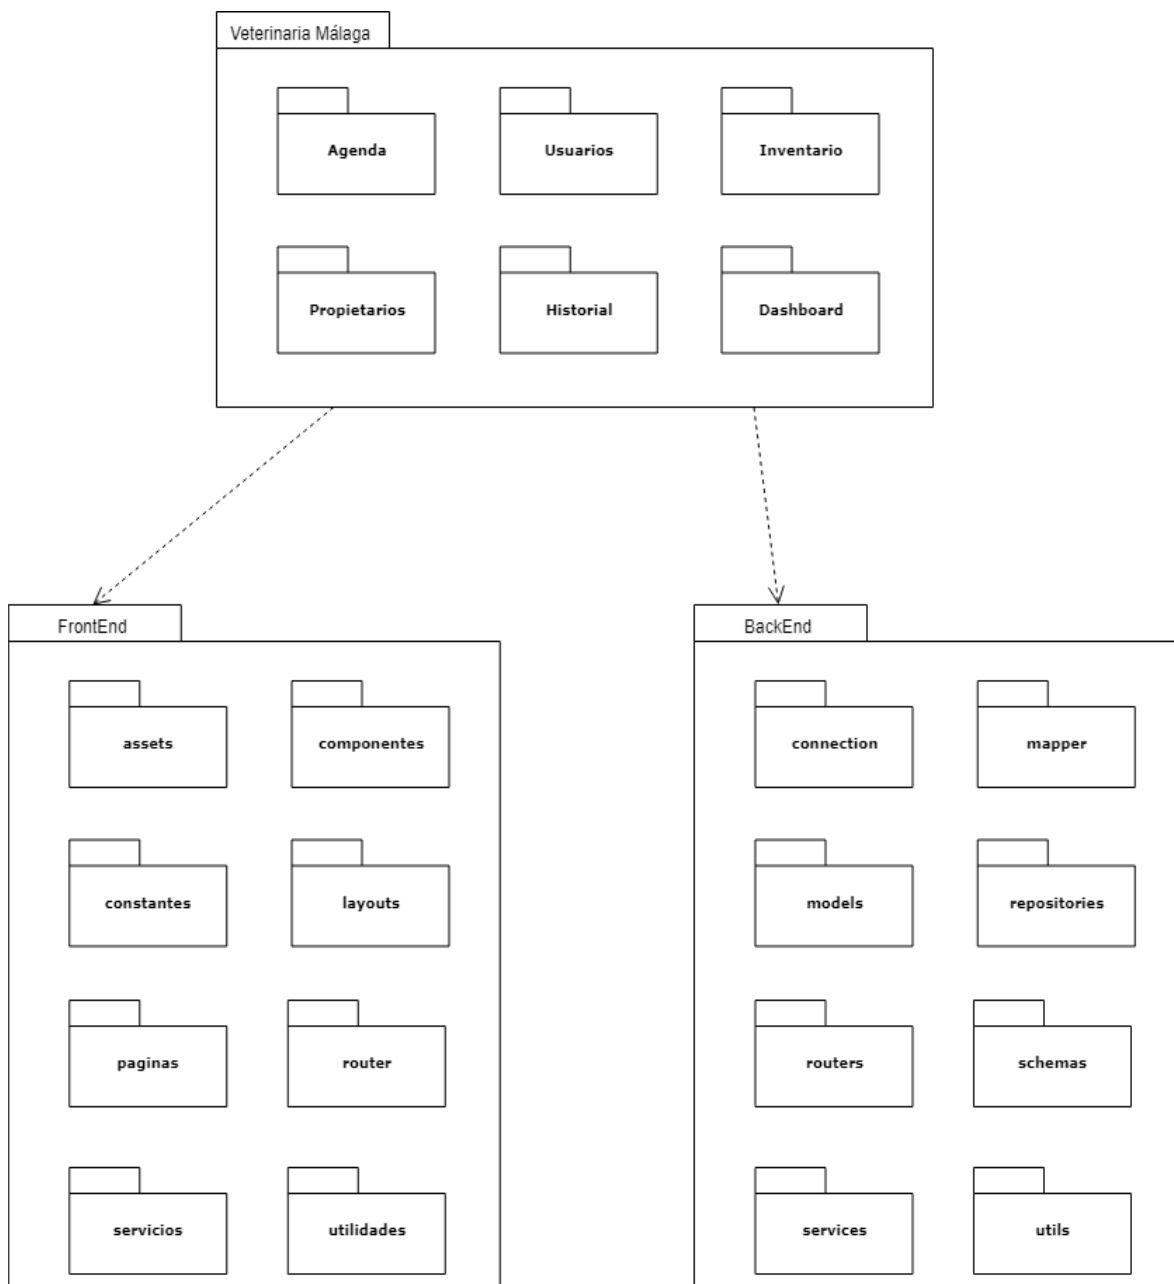 Veterinaria Málaga
Agenda
Usuarios
Inventario
Propietarios
Historial
Dashboard
FrontEnd
assets
componentes
constantes
layouts
paginas
router
servicios
utilidades
BackEnd
connection
mapper
models
repositories
routers
schemas
services
utils